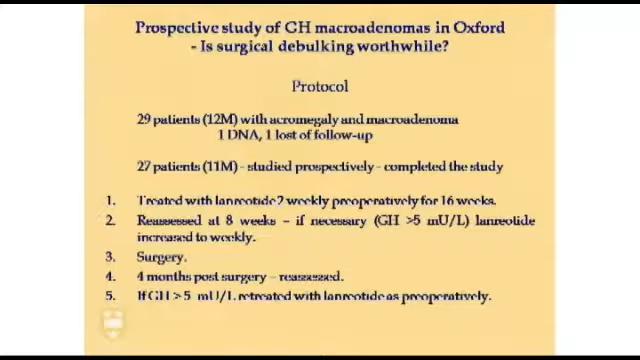 Prospective study of GH macroadenomas in Oxford
- Is surgical debulking worthwhile?
Protocol
29 patients (12M) with acromegaly and macroadenoma
1 DNA, 1 lost of follow-up
27 patients (11M) - studied prospectively - completed the study
1. Treated with lanreotide 2 weekly preoperatively for 16 weeks.
2. Reassessed at 8 weeks – if necessary (GH >5 mU/L) lanreotide
increased to weekly.
3. Surgery.
4. 4 months post surgery – reassessed.
5. If GH > 5 mU/L retreated with lanreotide as preoperatively.